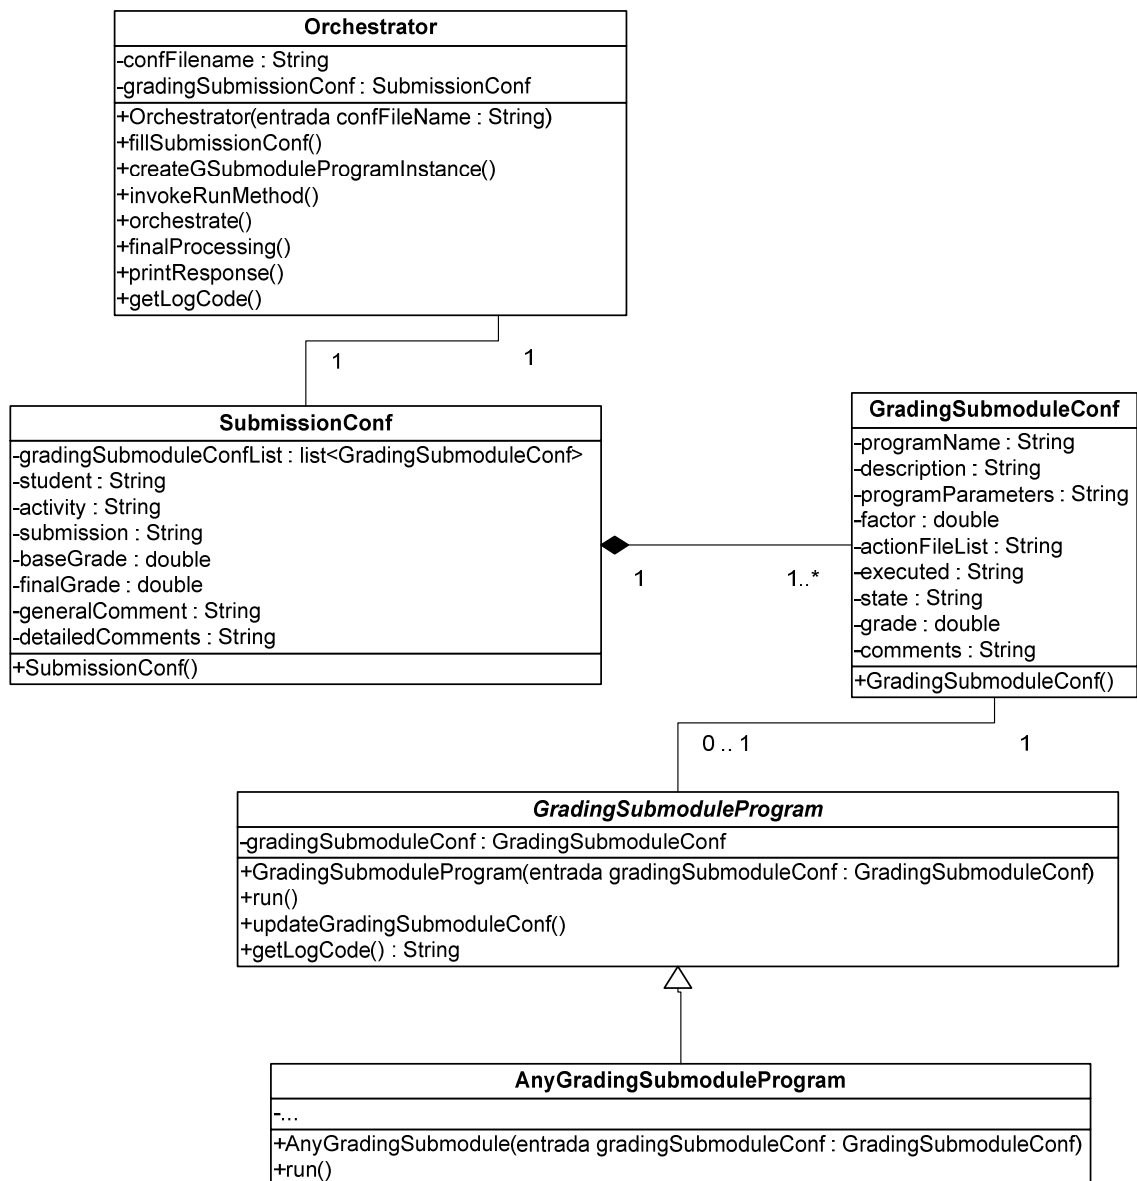 Orchestrator
-confFilename : String
-gradingSubmissionConf : SubmissionConf
+Orchestrator(entrada confFileName : String)
+fillSubmissionConf()
+createGSubmoduleProgramInstance()
+invokeRunMethod()
+orchestrate()
+finalProcessing()
+printResponse()
+getLogCode()
1
1
SubmissionConf
-gradingSubmoduleConfList : list<GradingSubmoduleConf>
-student : String
-activity : String
-submission : String
-baseGrade : double
-finalGrade : double
-generalComment : String
-detailedComments : String
+SubmissionConf()
1
1..*
GradingSubmoduleConf
-programName : String
-description : String
-programParameters : String
-factor : double
-actionFileList : String
-executed : String
-state : String
-grade : double
-comments : String
+GradingSubmoduleConf()
0 .. 1
1
GradingSubmoduleProgram
-gradingSubmoduleConf : GradingSubmoduleConf
+GradingSubmoduleProgram(entrada gradingSubmoduleConf : GradingSubmoduleConf)
+run()
+updateGradingSubmoduleConf()
+getLogCode() : String
AnyGradingSubmoduleProgram
-...
+AnyGradingSubmodule(entrada gradingSubmoduleConf : GradingSubmoduleConf)
+run()